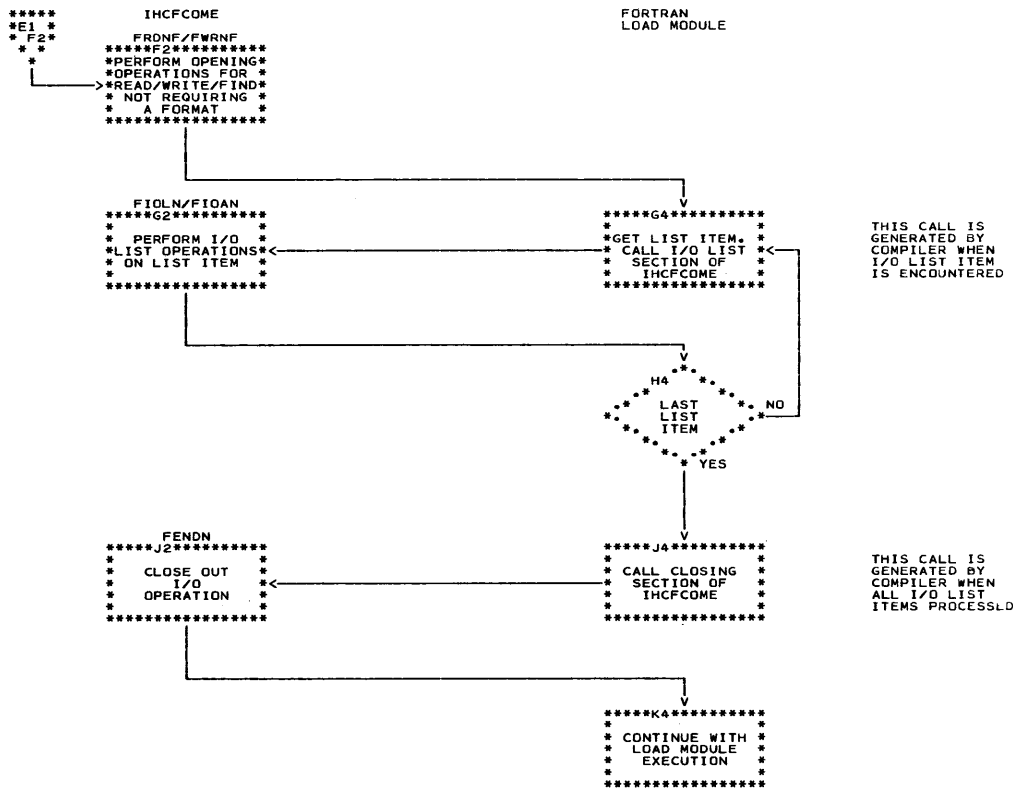 E1
F2
IHCFCOME
FORTRAN
LOAD MODULE
FRDNF/FWRNF
F2
PERFORM OPENING
OPERATIONS FOR
READ/WRITE/FIND
NOT REQUIRING
A FORMAT
FIOLN/FIOAN
G2
PERFORM I/O
LIST OPERATIONS
ON LIST ITEM
G4
GET LIST ITEM.
CALL I/O LIST
SECTION OF
IHCFCOME
THIS CALL IS
GENERATED BY
COMPILER WHEN
I/O LIST ITEM
IS ENCOUNTERED
H4
LAST
LIST
ITEM
NO
YES
FENDN
J2
CLOSE OUT
I/O
OPERATION
J4
CALL CLOSING
SECTION OF
IHCFCOME
THIS CALL IS
GENERATED BY
COMPILER WHEN
ALL I/O LIST
ITEMS PROCESSED
K4
CONTINUE WITH
LOAD MODULE
EXECUTION